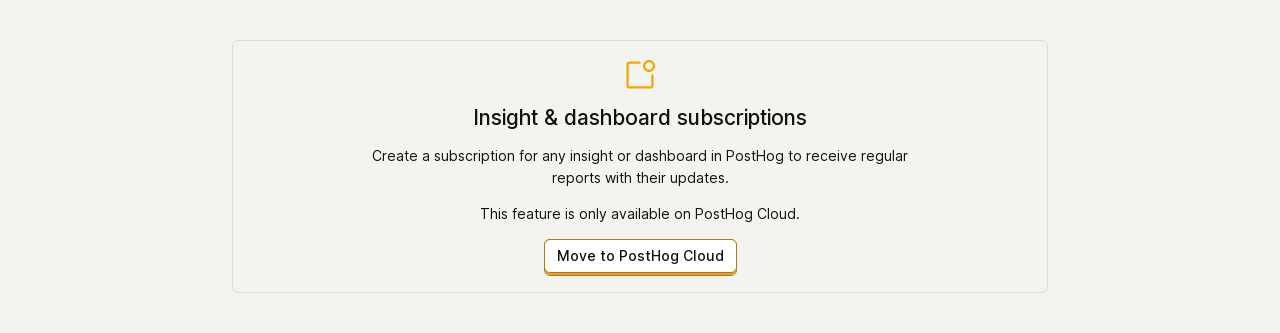 Insight & dashboard subscriptions
Create a subscription for any insight or dashboard in PostHog to receive regular
reports with their updates.
This feature is only available on PostHog Cloud.
Move to PostHog Cloud